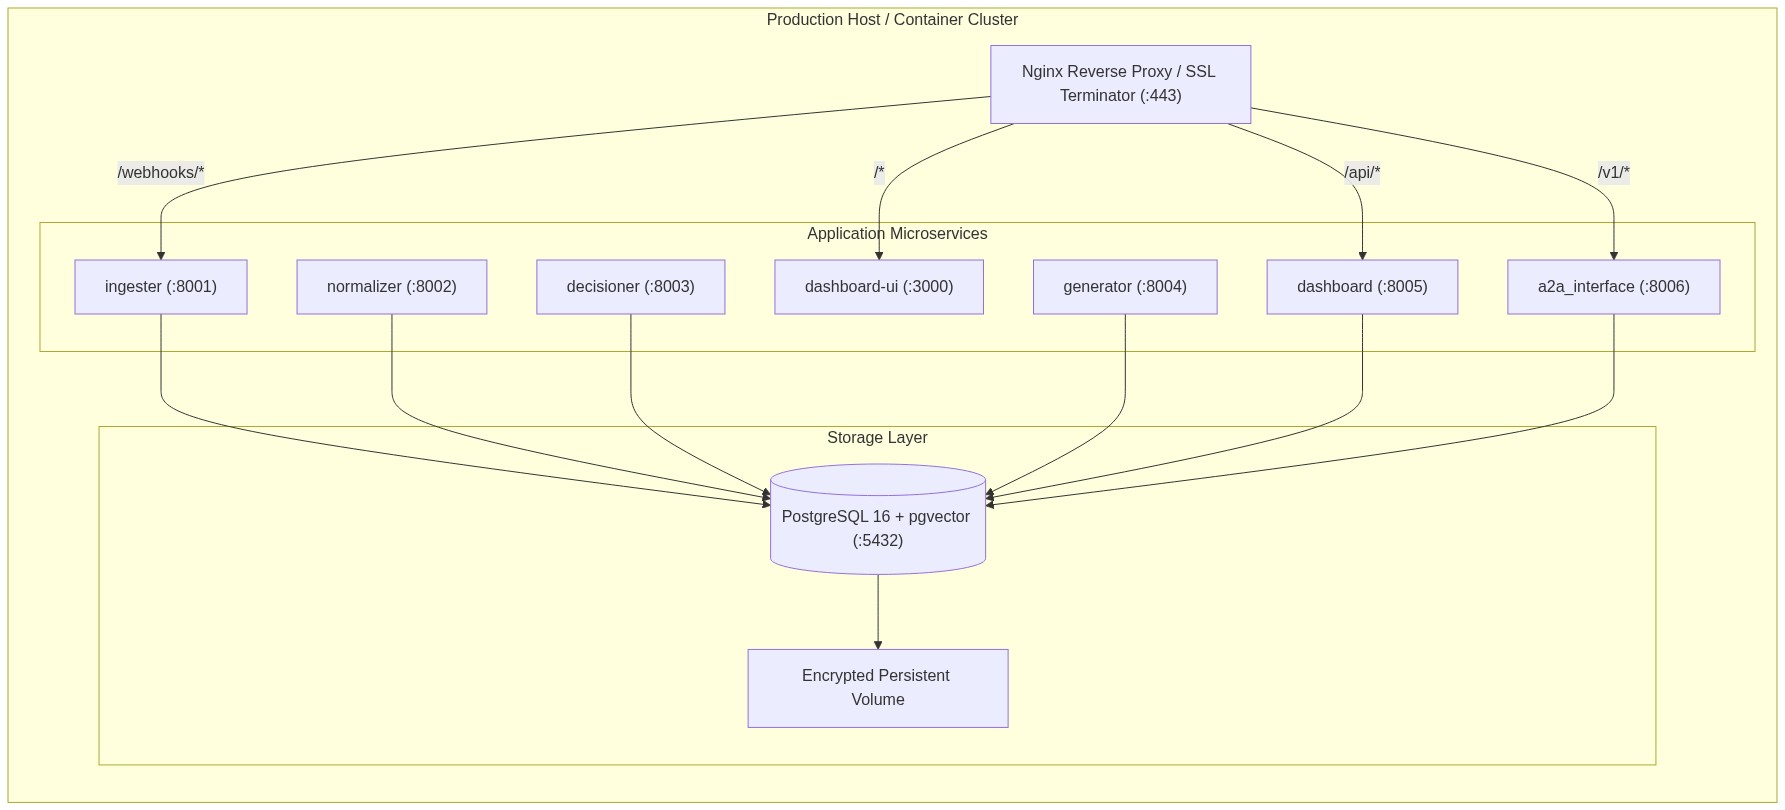 Production Host / Container Cluster
Nginx Reverse Proxy / SSL
Terminator (:443)
/webhooks/*
/*
/api/*
/v1/*
Application Microservices
ingester (:8001)
normalizer (:8002)
decisioner (:8003)
dashboard-ui (:3000)
generator (:8004)
dashboard (:8005)
a2a_interface (:8006)
Storage Layer
PostgreSQL 16 + pgvector
(:5432)
Encrypted Persistent
Volume